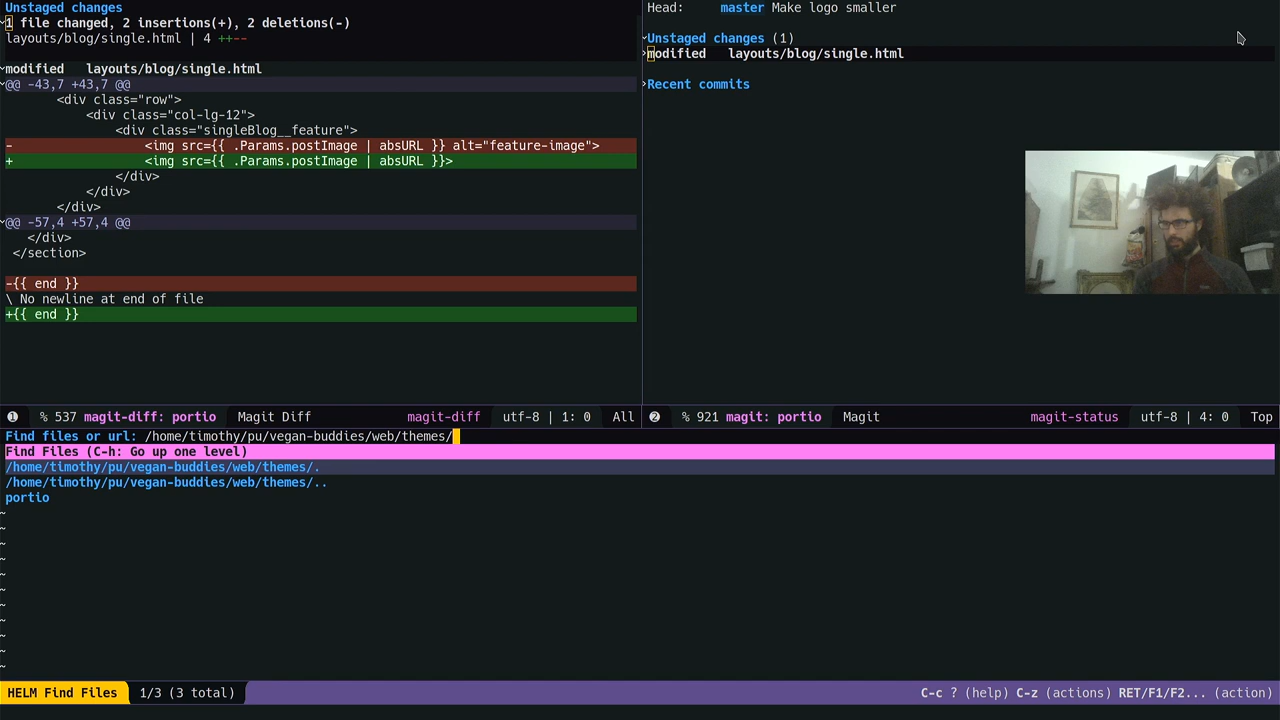 Unstaged changes
1 file changed, 2 insertions(+), 2 deletions(-)
layouts/blog/single.html | 4 ++--
modified   layouts/blog/single.html
@@ -43,7 +43,7 @@
<div class="row">
<div class="col-lg-12">
<div class="singleBlog__feature">
-                <img src={{ .Params.postImage | absURL }} alt="feature-image">
+                <img src={{ .Params.postImage | absURL }}>
</div>
</div>
</div>
@@ -57,4 +57,4 @@
</div>
</section>
-{{ end }}
\ No newline at end of file
+{{ end }}
❶ % 537 magit-diff: portio Magit Diff magit-diff utf-8 | 1: 0 All
Head:     master Make logo smaller
Unstaged changes (1)
modified   layouts/blog/single.html
Recent commits
❷ % 921 magit: portio Magit magit-status utf-8 | 4: 0 Top
Find files or url: /home/timothy/pu/vegan-buddies/web/themes/
Find Files (C-h: Go up one level)
/home/timothy/pu/vegan-buddies/web/themes/.
/home/timothy/pu/vegan-buddies/web/themes/..
portio
~
~
~
~
~
~
~
~
~
~
~
HELM Find Files 1/3 (3 total) C-c ? (help) C-z (actions) RET/F1/F2... (action)